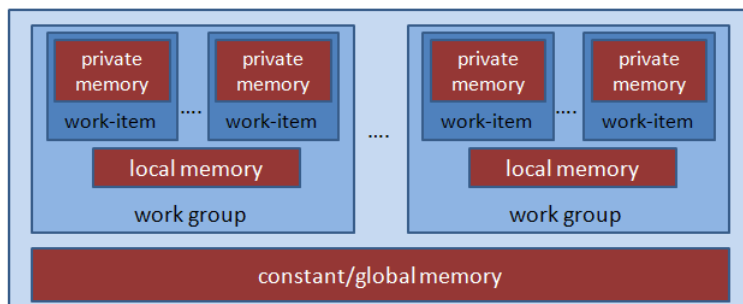 private memory
private memory
private memory
private memory
....
....
work-item
work-item
work-item
work-item
....
local memory
local memory
work group
work group
constant/global memory